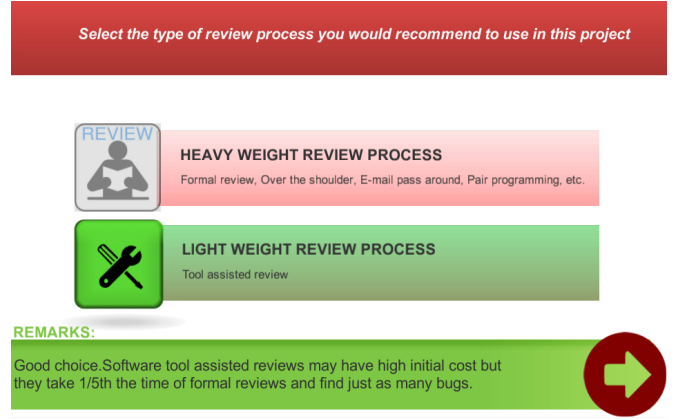 Select the type of review process you would recommend to use in this project
REVIEW
HEAVY WEIGHT REVIEW PROCESS
Formal review, Over the shoulder, E-mail pass around, Pair programming, etc.
LIGHT WEIGHT REVIEW PROCESS
Tool assisted review
REMARKS:
Good choice.Software tool assisted reviews may have high initial cost but
they take 1/5th the time of formal reviews and find just as many bugs.